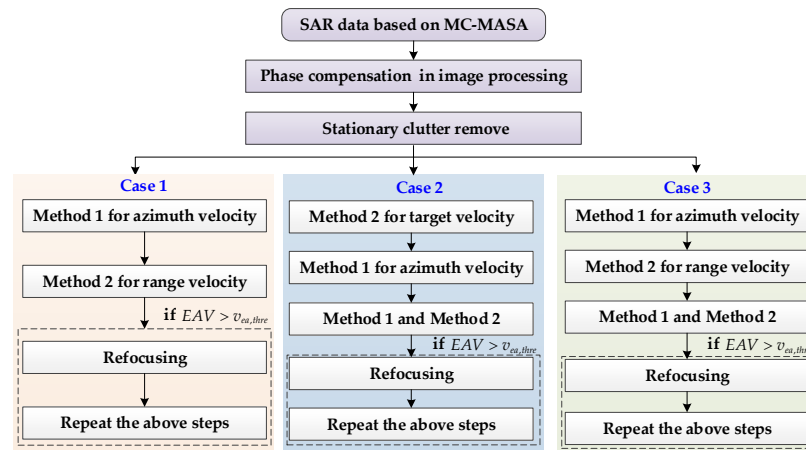 SAR data based on MC-MASA
Phase compensation in image processing
Stationary clutter remove
Case 1
Method 1 for azimuth velocity
Method 2 for range velocity
if EAV > v_ea,thre
Refocusing
Repeat the above steps
Case 2
Method 2 for target velocity
Method 1 for azimuth velocity
Method 1 and Method 2
if EAV > v_ea,thre
Refocusing
Repeat the above steps
Case 3
Method 1 for azimuth velocity
Method 2 for range velocity
Method 1 and Method 2
if EAV > v_ea,thre
Refocusing
Repeat the above steps